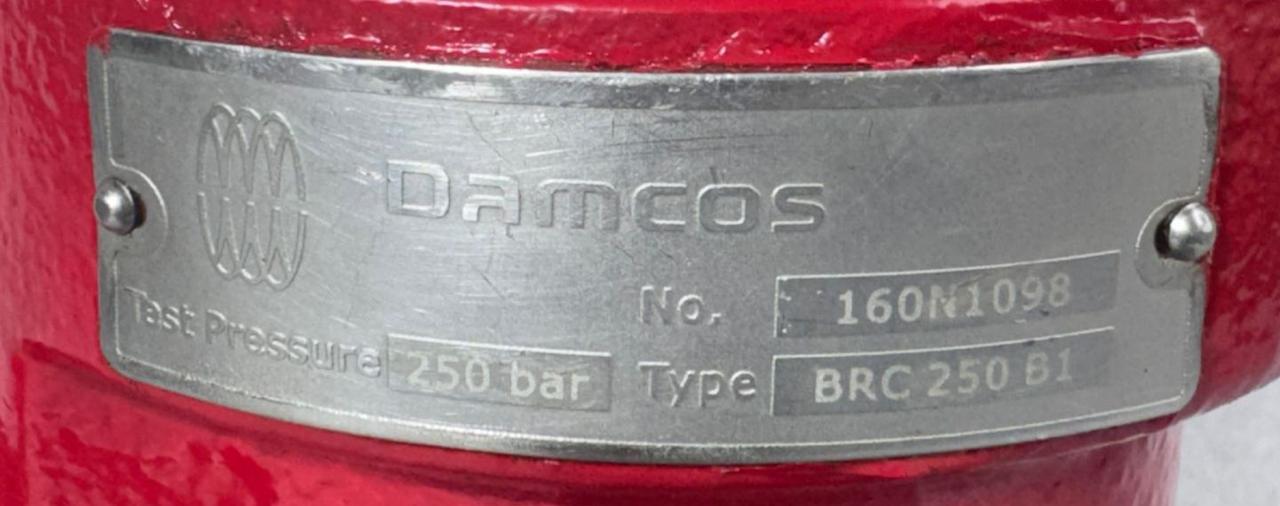 Damcos
No. 160N1098
Test Pressure 250 bar Type BRC 250 B1